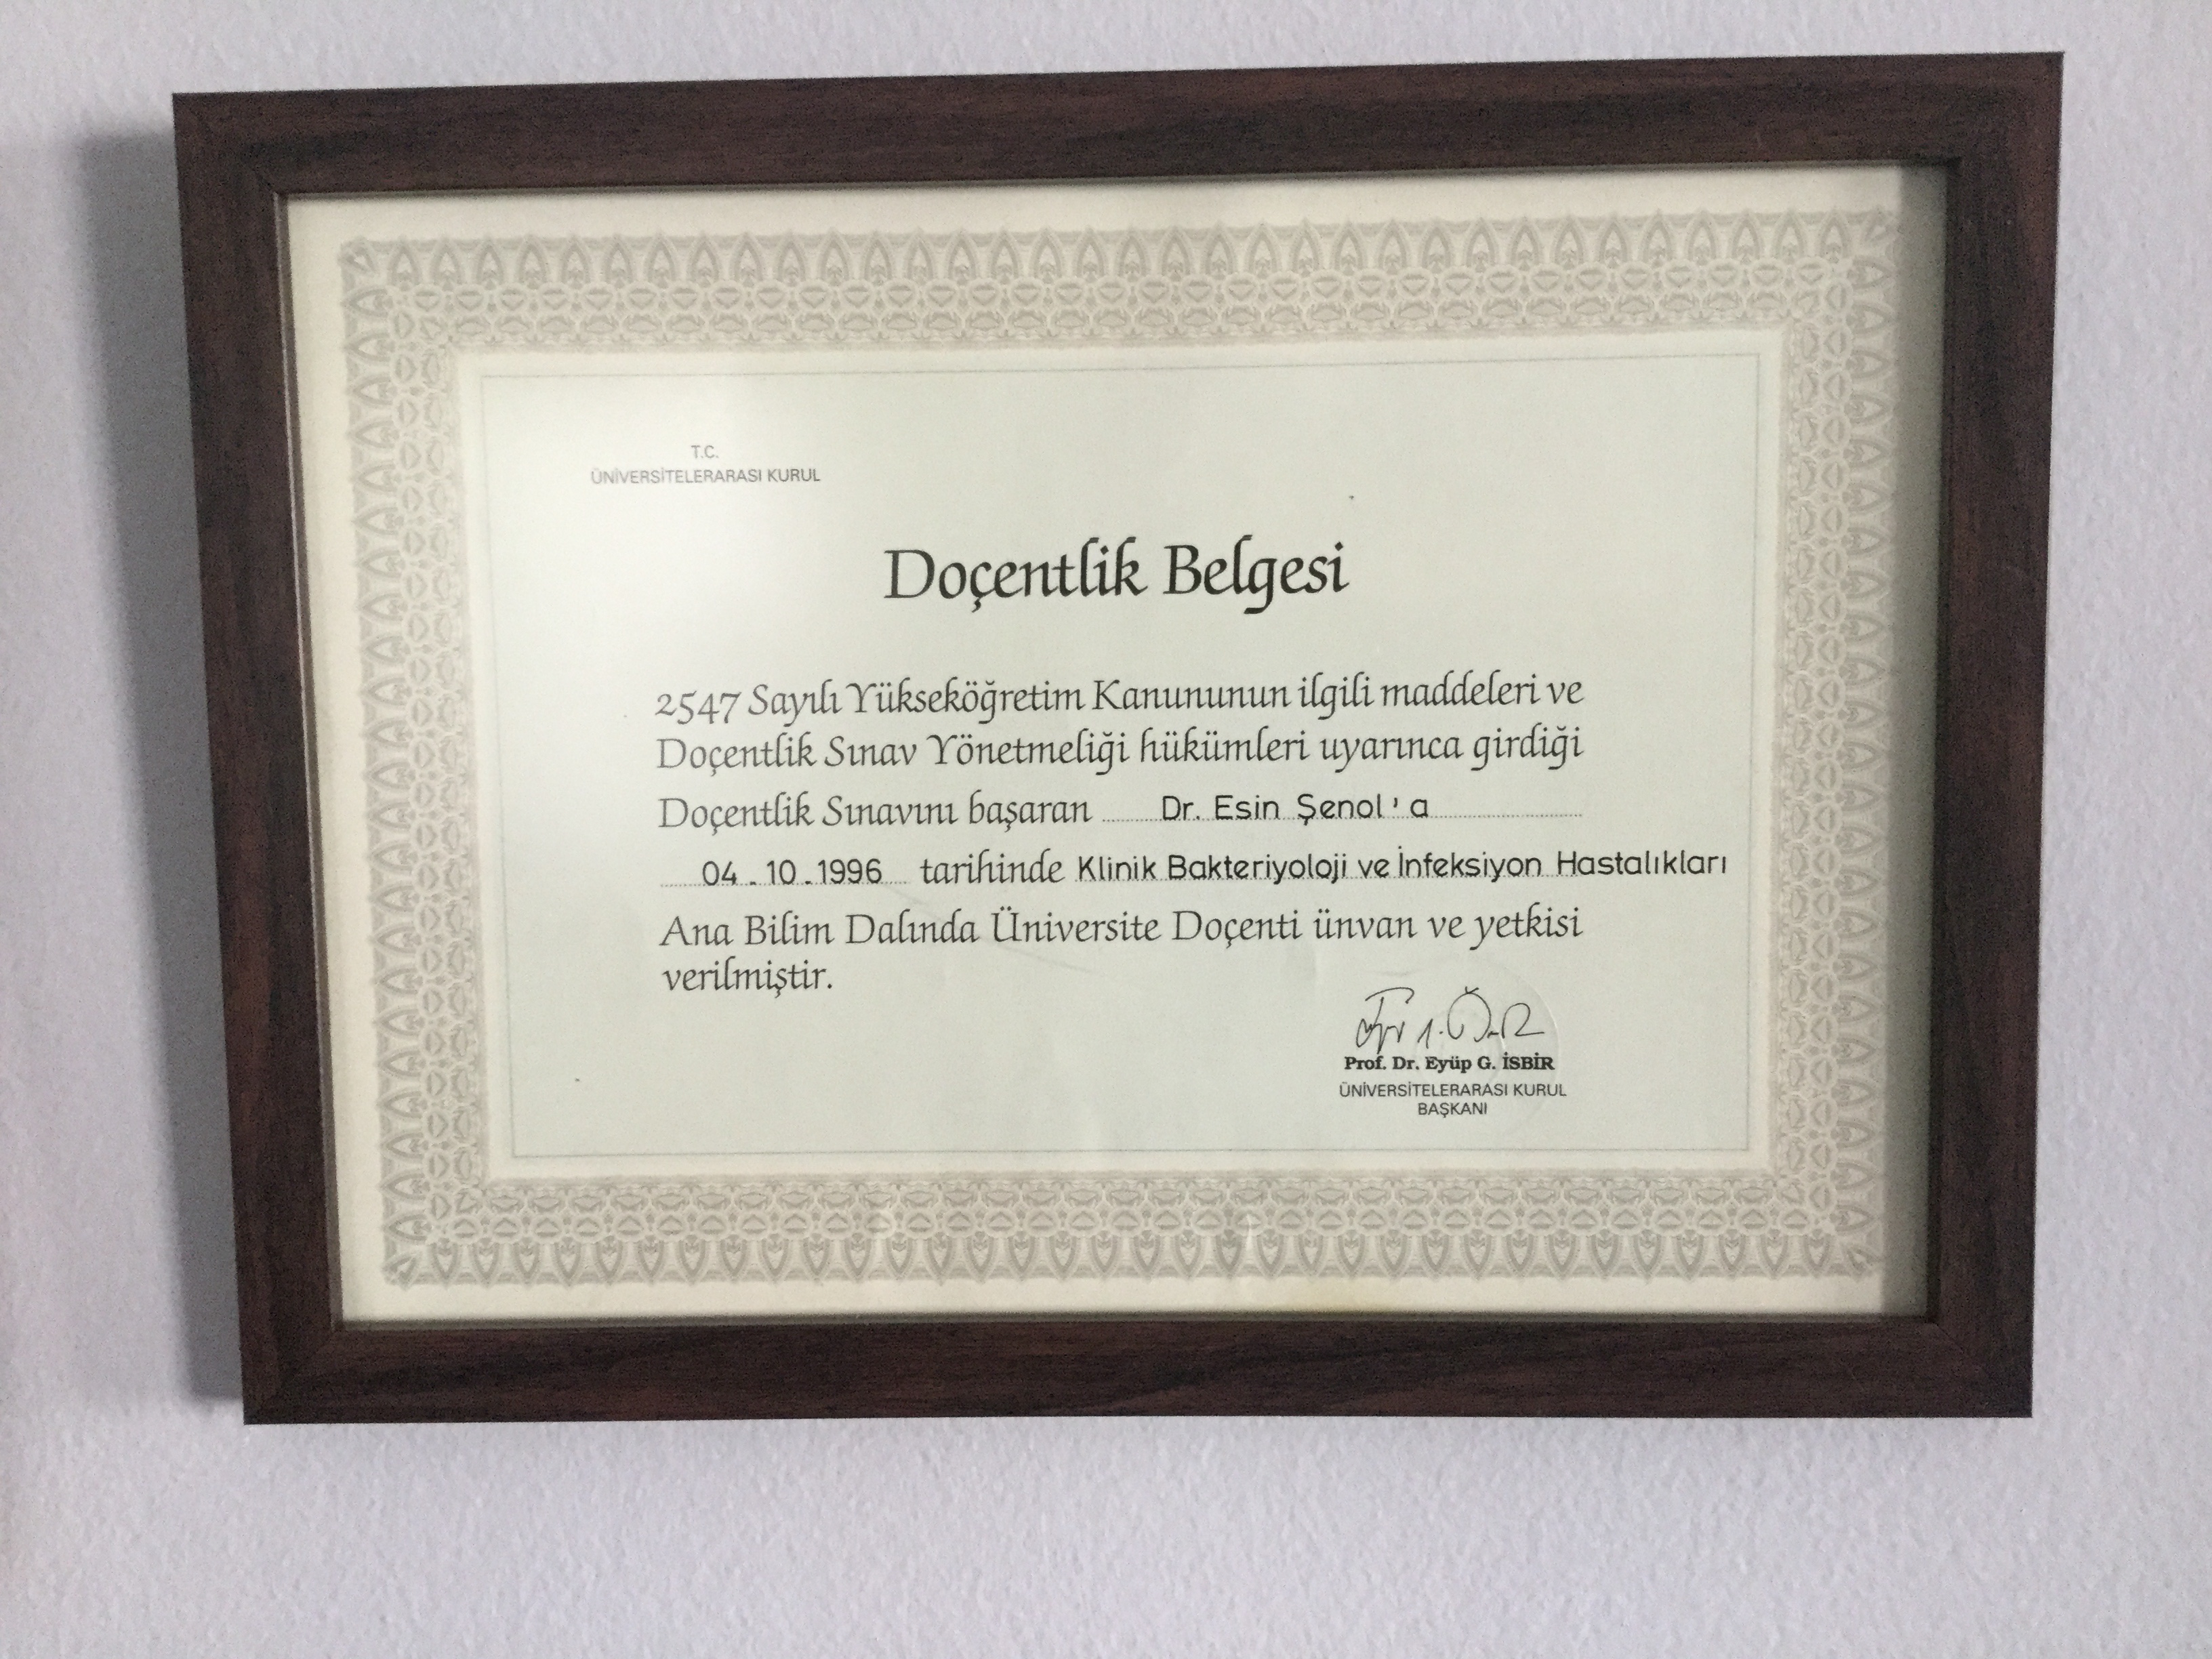 T.C.
ÜNİVERSİTELERARASI KURUL
Doçentlik Belgesi
2547 Sayılı Yükseköğretim Kanununun ilgili maddeleri ve
Doçentlik Sınav Yönetmeliği hükümleri uyarınca girdiği
Doçentlik Sınavını başaran Dr. Esin Şenol'a
04.10.1996 tarihinde Klinik Bakteriyoloji ve İnfeksiyon Hastalıkları
Ana Bilim Dalında Üniversite Doçenti ünvan ve yetkisi
verilmiştir.
Prof. Dr. Eyüp G. İSBİR
ÜNİVERSİTELERARASI KURUL
BAŞKANI